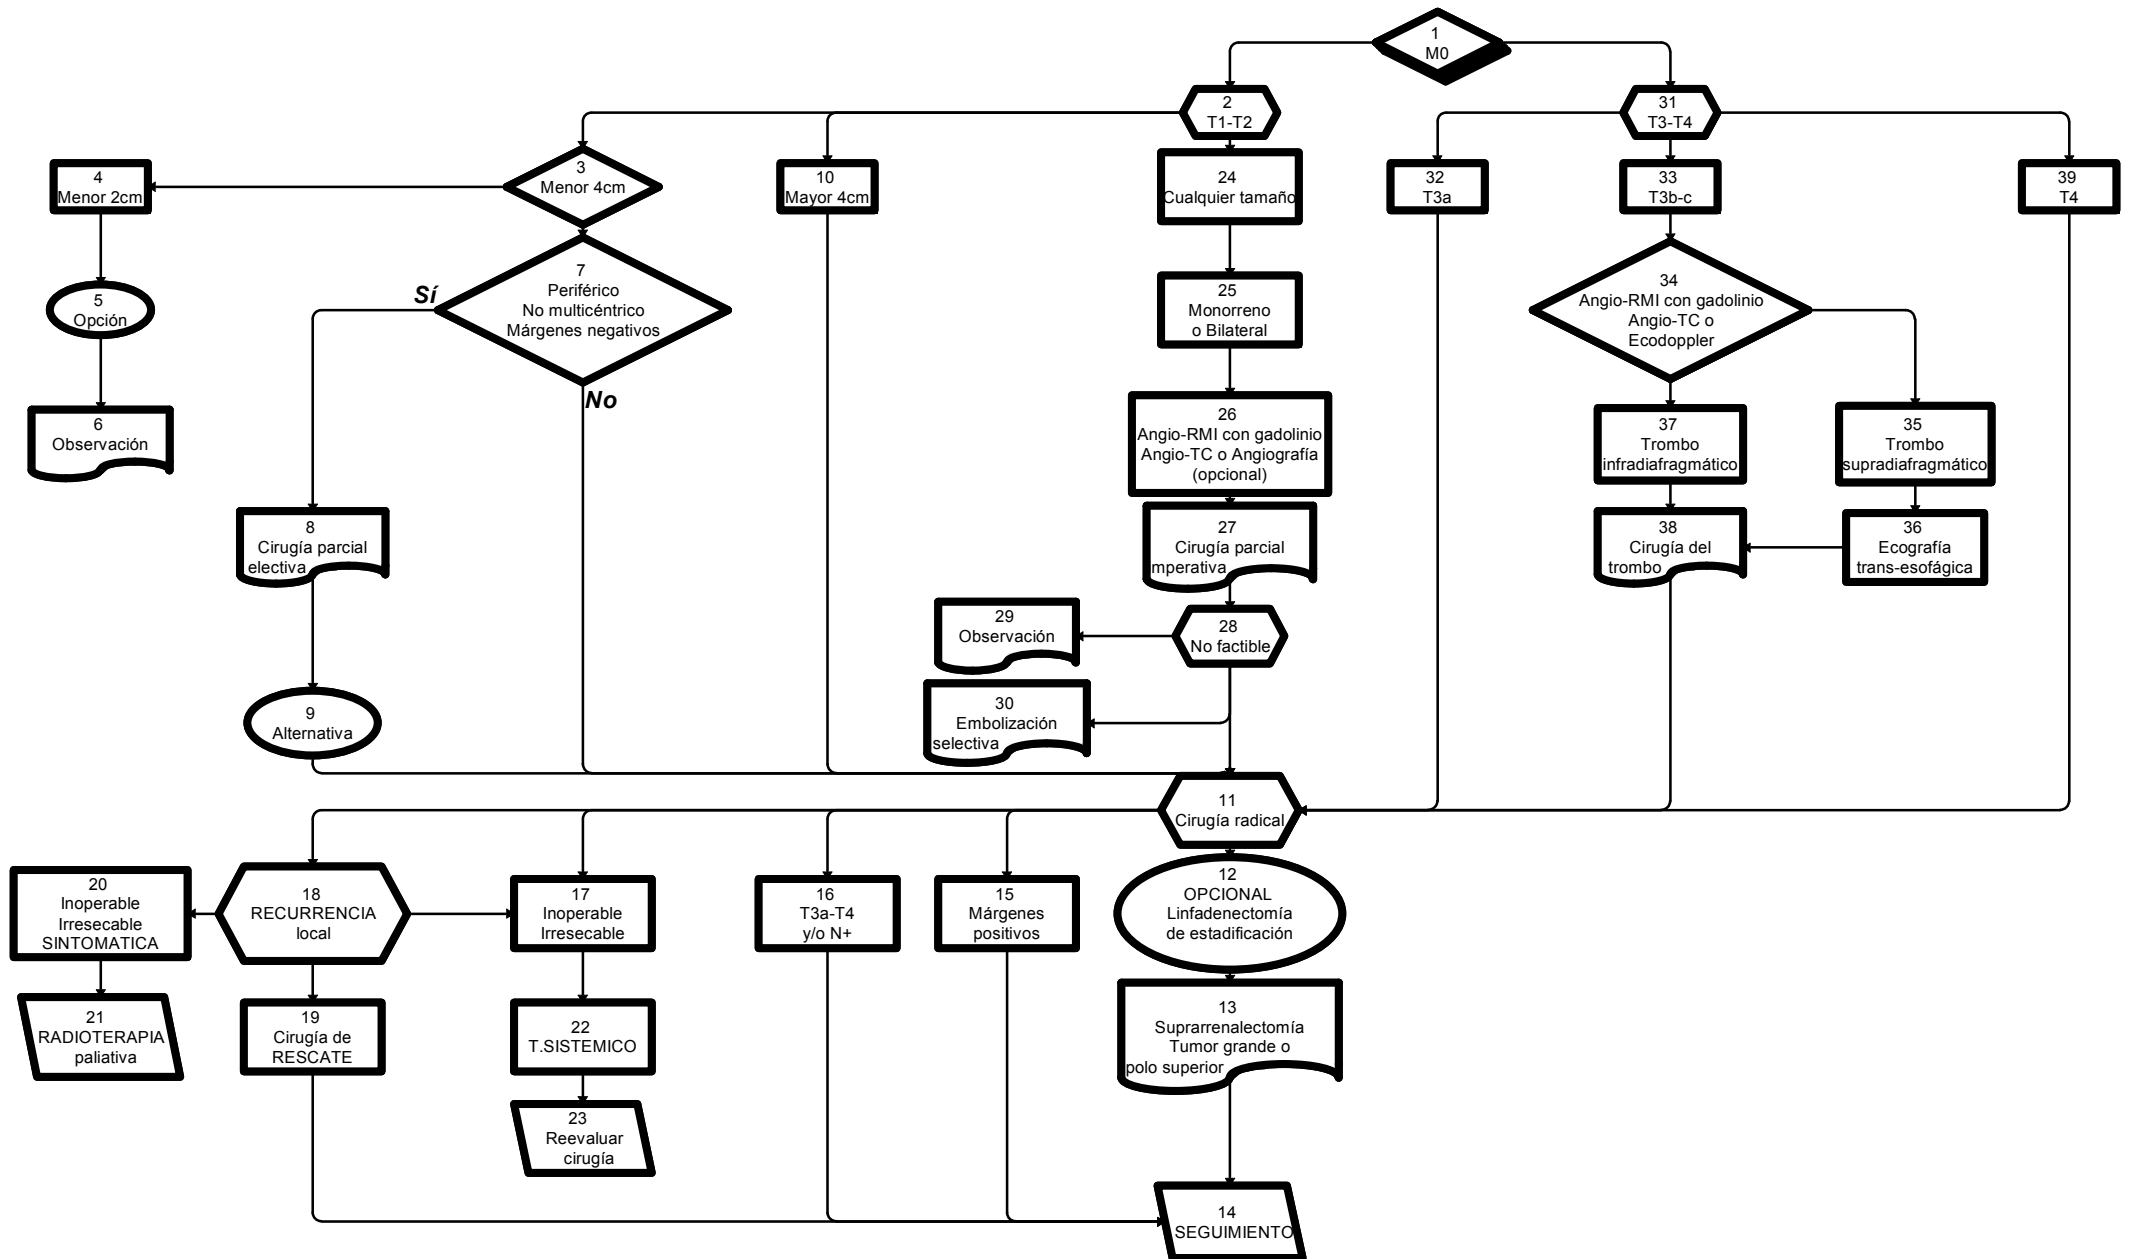 1
M0
2
T1-T2
31
T3-T4
3
Menor 4cm
4
Menor 2cm
10
Mayor 4cm
24
Cualquier tamaño
32
T3a
33
T3b-c
39
T4
5
Opción
Sí
7
Periférico
No multicéntrico
Márgenes negativos
No
25
Monorreno
o Bilateral
34
Angio-RMI con gadolinio
Angio-TC o
Ecodoppler
6
Observación
26
Angio-RMI con gadolinio
Angio-TC o Angiografía
(opcional)
37
Trombo
infradiafragmático
35
Trombo
supradiafragmático
8
Cirugía parcial
electiva
27
Cirugía parcial
mperativa
38
Cirugía del
trombo
36
Ecografía
trans-esofágica
29
Observación
28
No factible
9
Alternativa
30
Embolización
selectiva
11
Cirugía radical
20
Inoperable
Irresecable
SINTOMATICA
18
RECURRENCIA
local
17
Inoperable
Irresecable
16
T3a-T4
y/o N+
15
Márgenes
positivos
12
OPCIONAL
Linfadenectomía
de estadificación
21
RADIOTERAPIA
paliativa
19
Cirugía de
RESCATE
22
T.SISTEMICO
13
Suprarrenalectomía
Tumor grande o
polo superior
23
Reevaluar
cirugía
14
SEGUIMIENTO